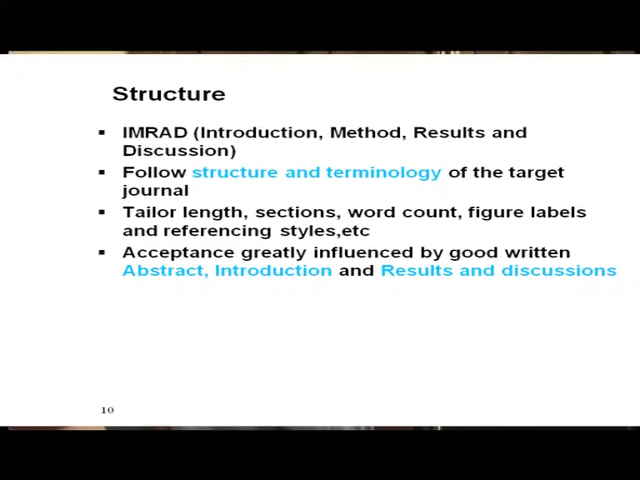 Structure
▪ IMRAD (Introduction, Method, Results and
Discussion)
▪ Follow structure and terminology of the target
journal
▪ Tailor length, sections, word count, figure labels
and referencing styles,etc
▪ Acceptance greatly influenced by good written
Abstract, Introduction and Results and discussions
10